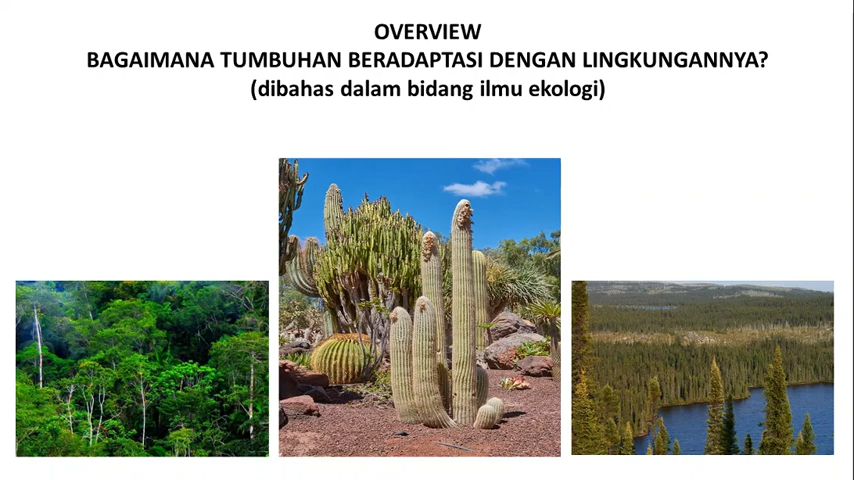 OVERVIEW
BAGAIMANA TUMBUHAN BERADAPTASI DENGAN LINGKUNGANNYA?
(dibahas dalam bidang ilmu ekologi)